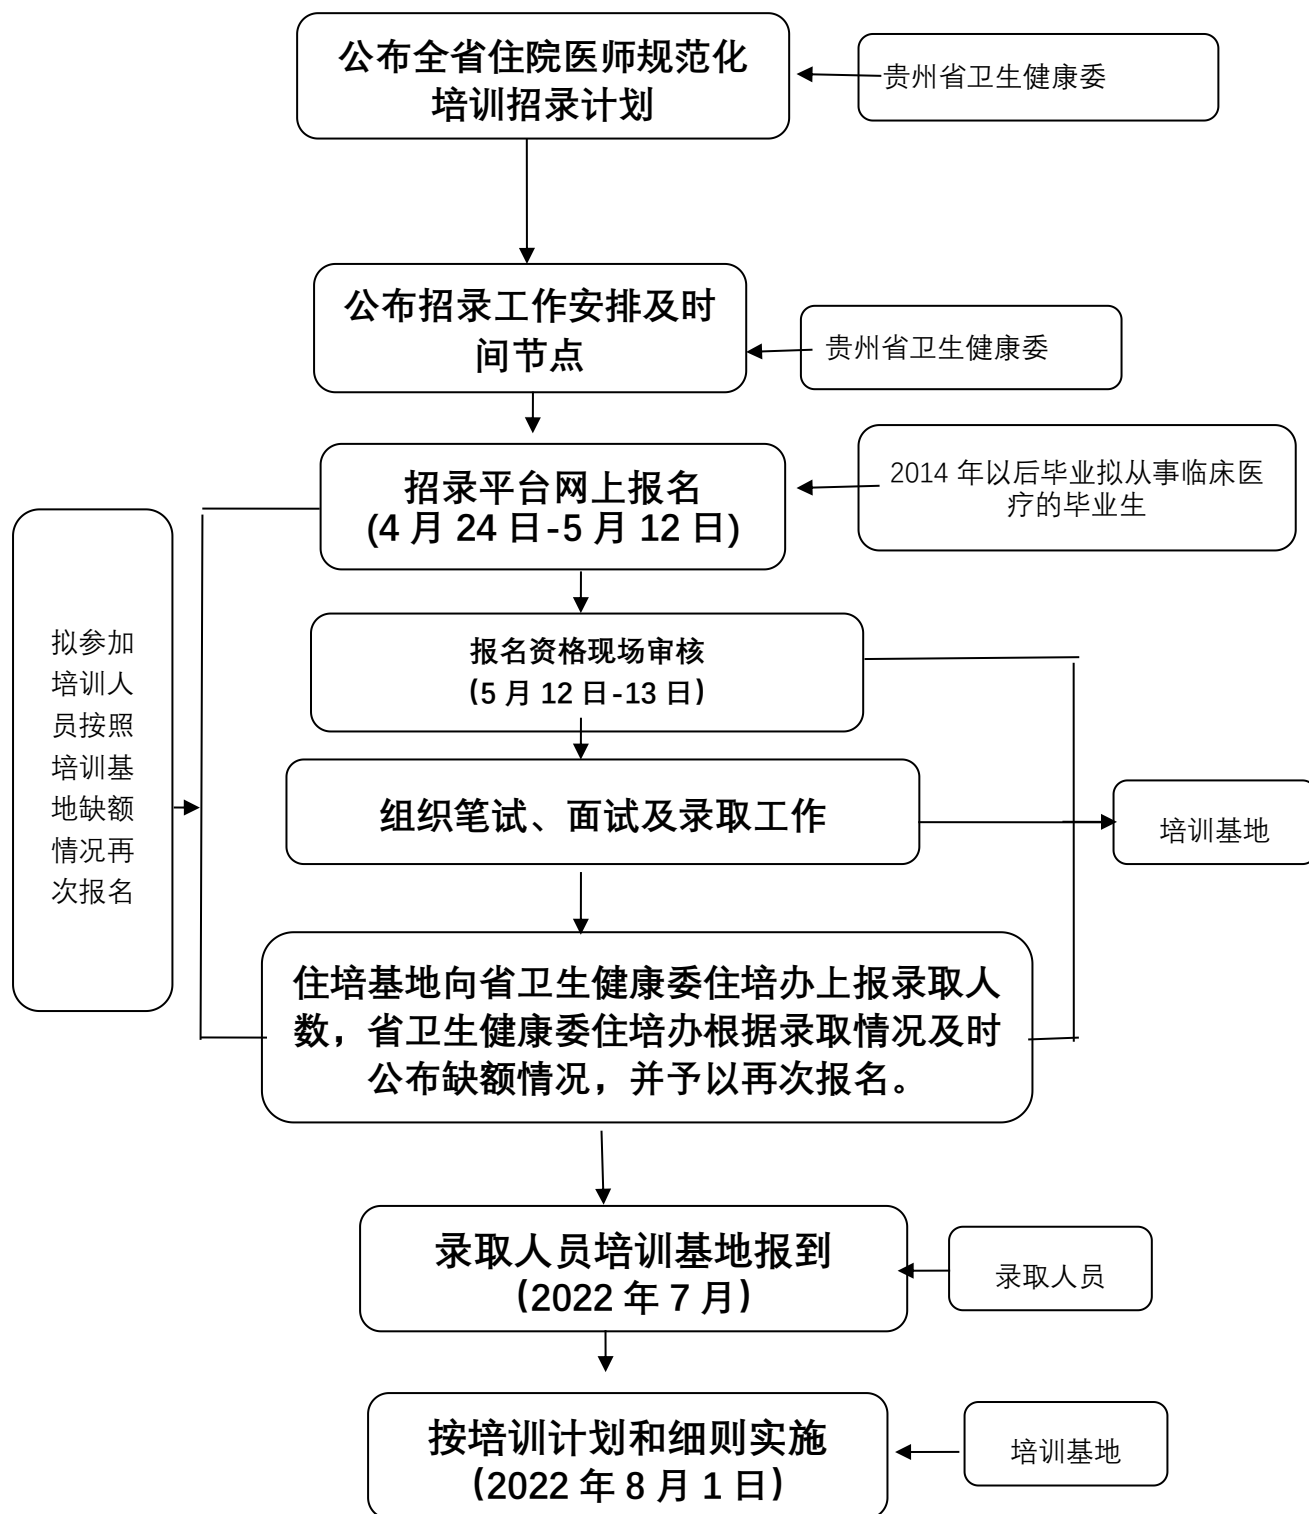 公布全省住院医师规范化
培训招录计划
贵州省卫生健康委
公布招录工作安排及时
间节点
贵州省卫生健康委
招录平台网上报名
(4 月 24 日-5 月 12 日)
2014 年以后毕业拟从事临床医
疗的毕业生
拟参加
培训人
员按照
培训基
地缺额
情况再
次报名
报名资格现场审核
(5 月 12 日-13 日)
组织笔试、面试及录取工作
培训基地
住培基地向省卫生健康委住培办上报录取人
数，省卫生健康委住培办根据录取情况及时
公布缺额情况，并予以再次报名。
录取人员培训基地报到
(2022 年 7 月)
录取人员
按培训计划和细则实施
(2022 年 8 月 1 日)
培训基地